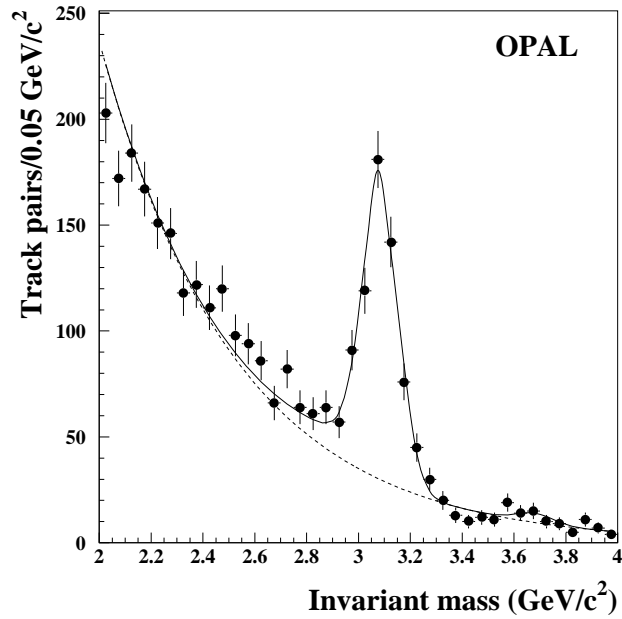 OPAL
Track pairs/0.05 GeV/c²
250
200
150
100
50
0
2 2.2 2.4 2.6 2.8 3 3.2 3.4 3.6 3.8 4
Invariant mass (GeV/c²)